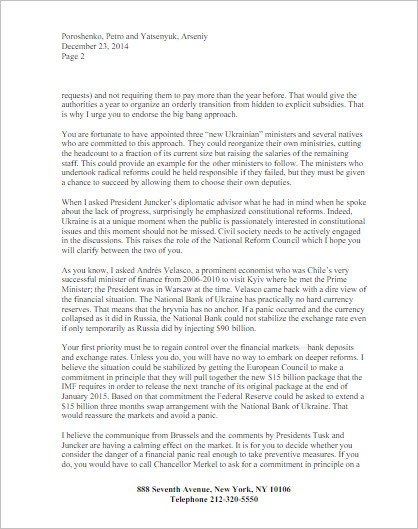 Poroshenko, Petro and Yatsenyuk, Arseniy
December 23, 2014
Page 2
requests) and not requiring them to pay more than the year before. That would give the
authorities a year to organize an orderly transition from hidden to explicit subsidies. That
is why I urge you to endorse the big bang approach.
You are fortunate to have appointed three “new Ukrainian” ministers and several natives
who are committed to this approach. They could reorganize their own ministries, cutting
the headcount to a fraction of its current size but raising the salaries of the remaining
staff. This could provide an example for the other ministers to follow. The ministers who
undertook radical reforms could be held responsible if they failed, but they must be given
a chance to succeed by allowing them to choose their own deputies.
When I asked President Juncker’s diplomatic advisor what he had in mind when he spoke
about the lack of progress, surprisingly he emphasized constitutional reforms. Indeed,
Ukraine is at a unique moment when the public is passionately interested in constitutional
issues and this moment should not be missed. Civil society needs to be actively
engaged in the discussions. This raises the role of the National Reform Council which I hope you
will clarify between the two of you.
As you know, I asked Andrés Velasco, a prominent economist who was Chile’s very
successful minister of finance from 2006-2010 to visit Kyiv where he met the Prime
Minister; the President was in Warsaw at the time. Velasco came back with a dire view of
the financial situation. The National Bank of Ukraine has practically no hard currency
reserves. That means that the hryvnia has no anchor. If a panic occurred and the currency
collapsed as it did in Russia, the National Bank could not stabilize the exchange rate even
if only temporarily as Russia did by injecting $90 billion.
Your first priority must be to regain control over the financial markets—bank deposits
and exchange rates. Unless you do, you will have no way to embark on deeper reforms. I
believe the situation could be stabilized by getting the European Council to make a
commitment in principle that they will pull together the new $15 billion package that the
IMF requires in order to release the next tranche of its original package at the end of
January 2015. Based on that commitment the Federal Reserve could be asked to extend a
$15 billion three months swap arrangement with the National Bank of Ukraine. That
would reassure the markets and avoid a panic.
I believe the communique from Brussels and the comments by Presidents Tusk and
Juncker are having a calming effect on the market. It is for you to decide whether you
consider the danger of a financial panic real enough to take preventive measures. If you
do, you would have to call Chancellor Merkel to ask for a commitment in principle on a
888 Seventh Avenue, New York, NY 10106
Telephone 212-320-5550